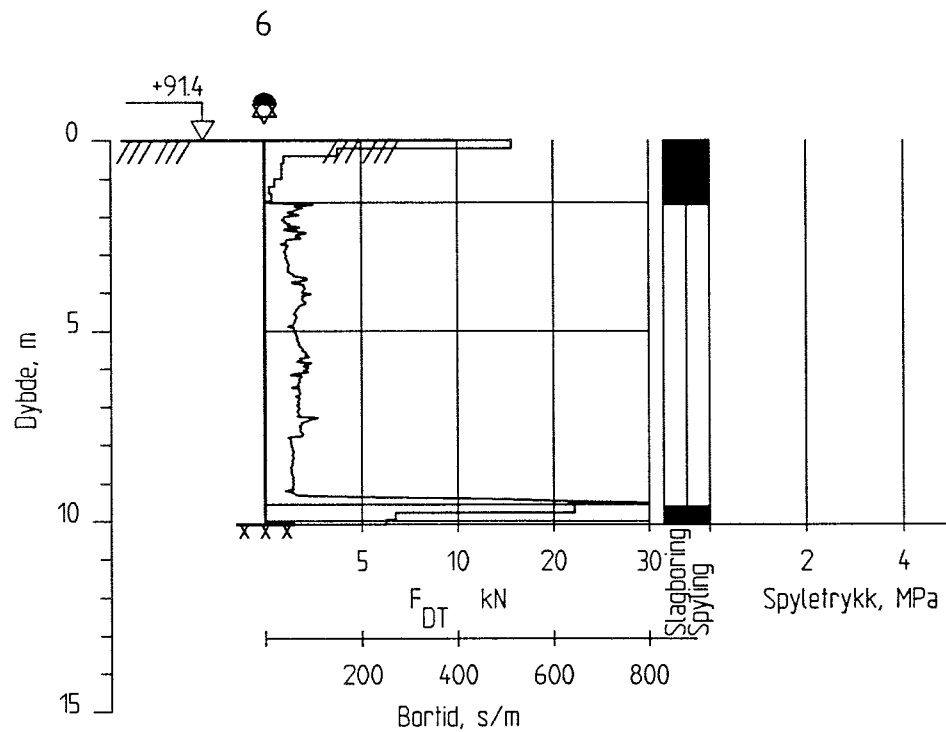 6
+91.4
0
5
10
15
Dybde, m
x x x
5 10 20 30
F DT kN
200 400 600 800
Bortid, s/m
Slagboring
Spyling
2 4
Spyletrykk, MPa